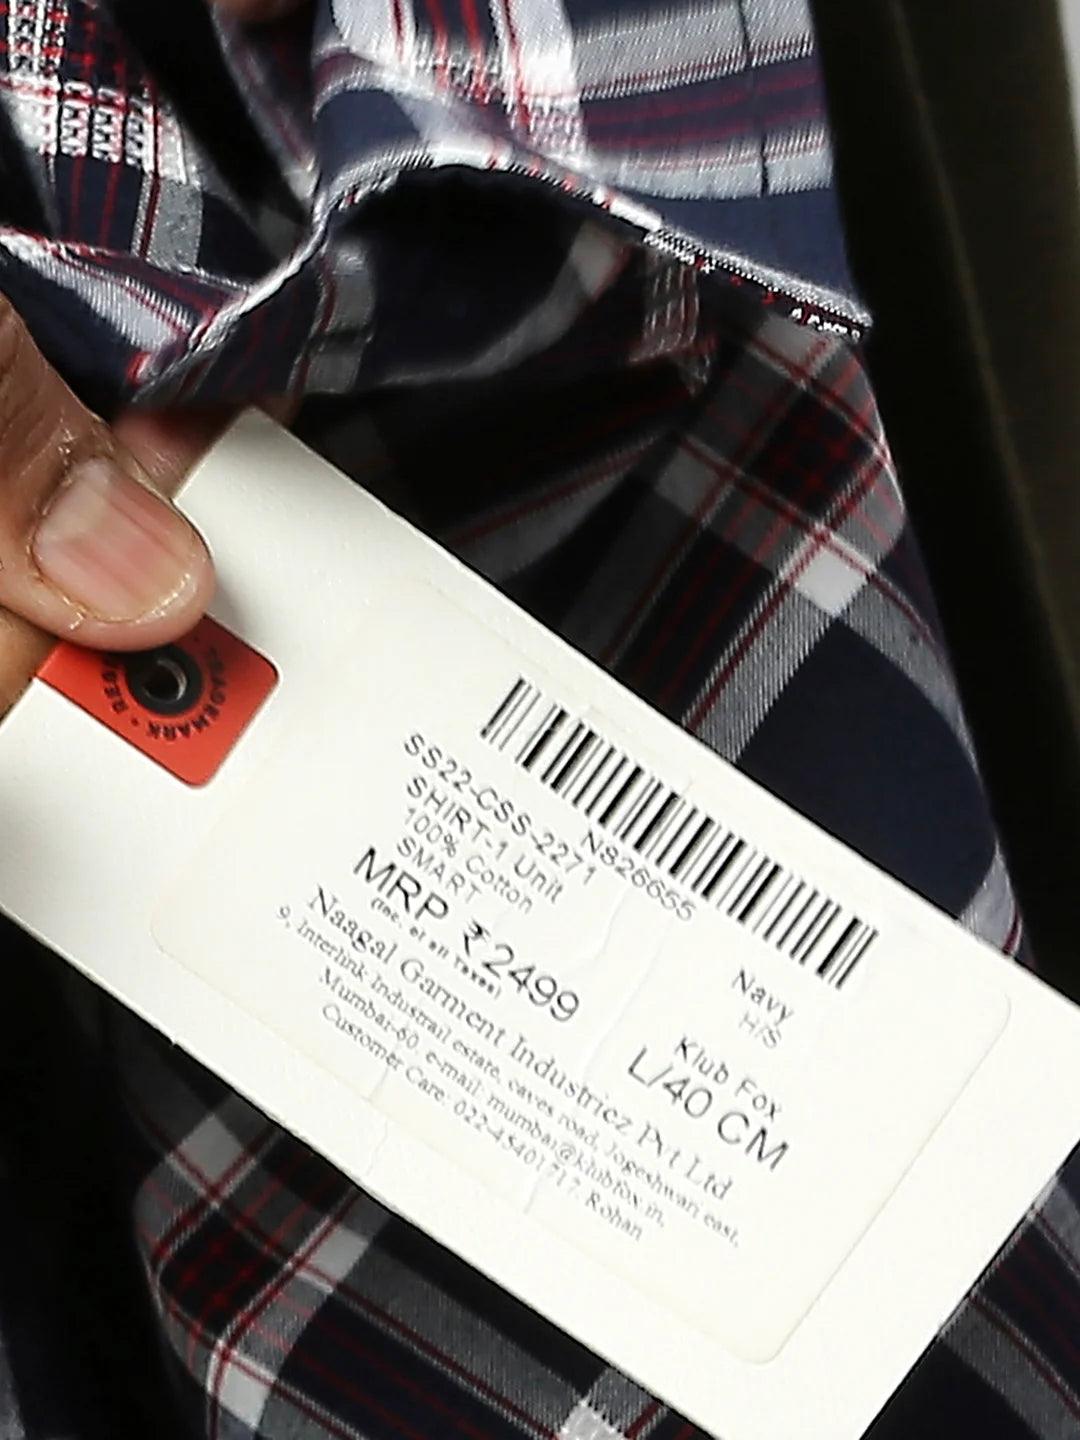 TRADEMARK • REG
N826655
SS22-CSS-2271
SHIRT-1 Unit
100% Cotton
SMART
MRP ₹2499
(Inc. of all Taxes)
Navy
H/S
Klub Fox
L/40 CM
Naagal Garment Industriez Pvt Ltd
9, Interlink Industrail estate, caves road, Jogeshwari east,
Mumbai-60. e-mail: mumbai@klubfox.in,
Customer Care: 022-45401717, Rohan